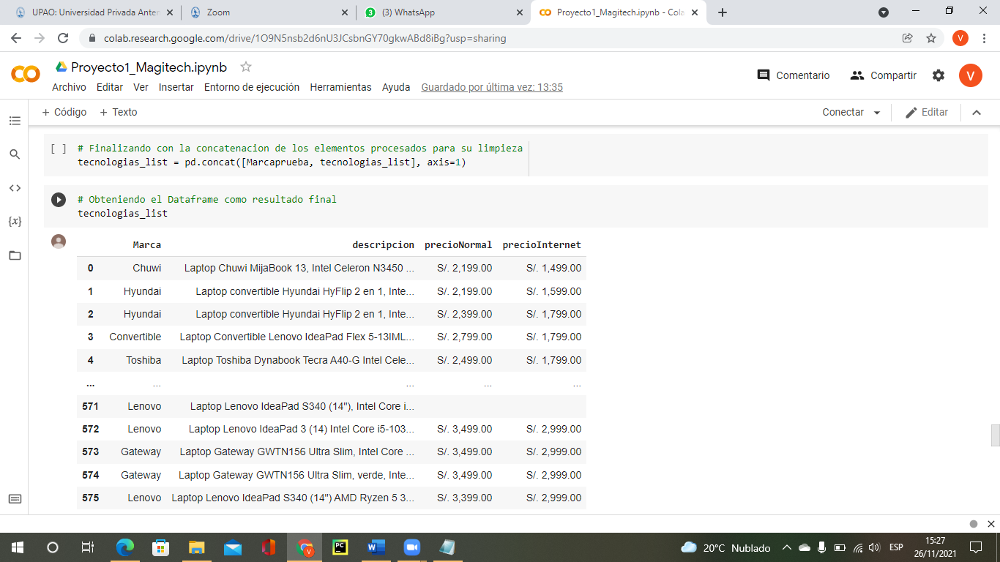 UPAO: Universidad Privada Anten
Zoom
(3) WhatsApp
Proyecto1_Magitech.ipynb - Cola
colab.research.google.com/drive/1O9N5nsb2d6nU3JCsbnGY70gkwABd8iBg?usp=sharing
V
Proyecto1_Magitech.ipynb
Comentario
Compartir
V
Archivo Editar Ver Insertar Entorno de ejecución Herramientas Ayuda Guardado por última vez: 13:35
+ Código + Texto
Conectar
Editar
[ ] # Finalizando con la concatenacion de los elementos procesados para su limpieza
tecnologias_list = pd.concat([Marcaprueba, tecnologias_list], axis=1)
# Obteniendo el Dataframe como resultado final
tecnologias_list
Marca descripcion precioNormal precioInternet
0 Chuwi Laptop Chuwi MijaBook 13, Intel Celeron N3450 ... S/. 2,199.00 S/. 1,499.00
1 Hyundai Laptop convertible Hyundai HyFlip 2 en 1, Inte... S/. 2,199.00 S/. 1,599.00
2 Hyundai Laptop convertible Hyundai HyFlip 2 en 1, Inte... S/. 2,399.00 S/. 1,799.00
3 Convertible Laptop Convertible Lenovo IdeaPad Flex 5-13IML... S/. 2,799.00 S/. 1,799.00
4 Toshiba Laptop Toshiba Dynabook Tecra A40-G Intel Cele... S/. 2,499.00 S/. 1,799.00
... ... ... ... ...
571 Lenovo Laptop Lenovo IdeaPad S340 (14"), Intel Core i...
572 Lenovo Laptop Lenovo IdeaPad 3 (14) Intel Core i5-103... S/. 3,499.00 S/. 2,999.00
573 Gateway Laptop Gateway GWTN156 Ultra Slim, Intel Core ... S/. 3,499.00 S/. 2,999.00
574 Gateway Laptop Gateway GWTN156 Ultra Slim, verde, Inte... S/. 3,499.00 S/. 2,999.00
575 Lenovo Laptop Lenovo IdeaPad S340 (14") AMD Ryzen 5 3... S/. 3,399.00 S/. 2,999.00
20°C Nublado
ESP
15:27
26/11/2021